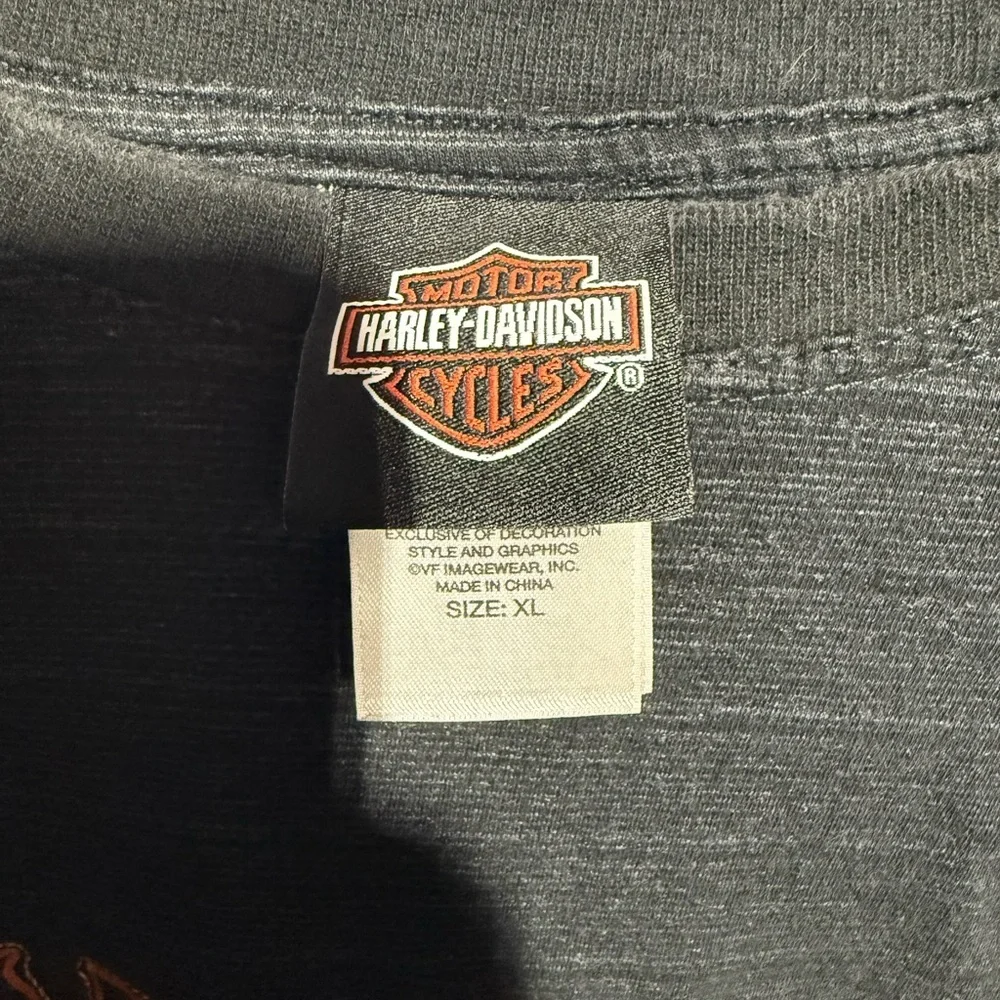 MOTOR
HARLEY-DAVIDSON
CYCLES
®
EXCLUSIVE OF DECORATION
STYLE AND GRAPHICS
©VF IMAGEWEAR, INC.
MADE IN CHINA
SIZE: XL